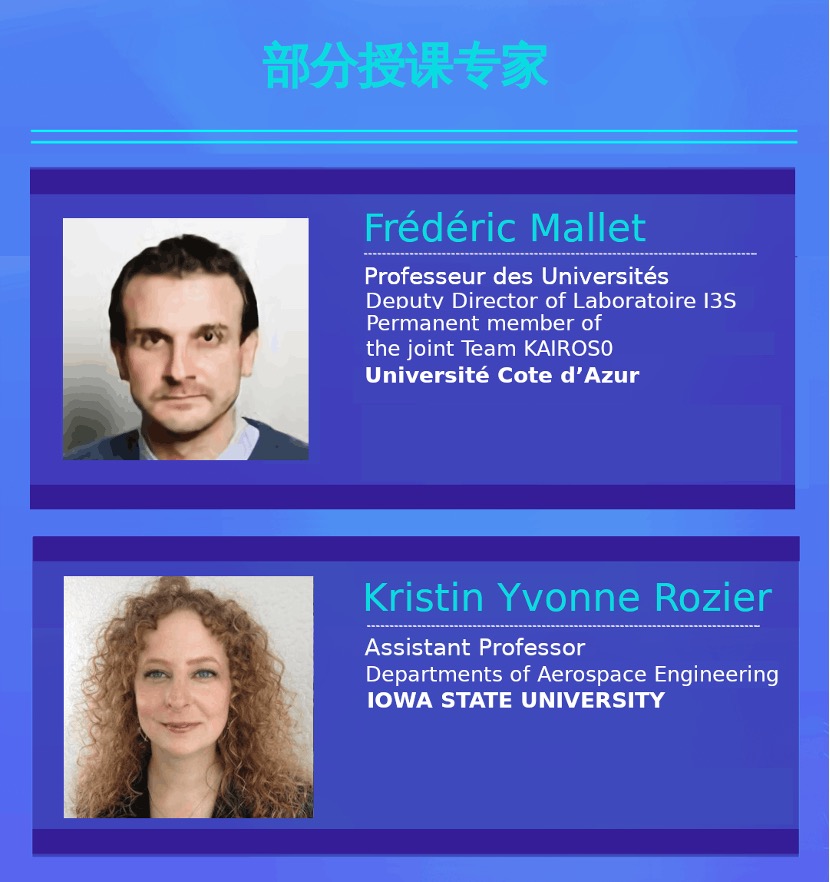 部分授课专家
Frédéric Mallet
Professeur des Universités
Deputy Director of Laboratoire I3S
Permanent member of
the joint Team KAIROS0
Université Cote d’Azur
Kristin Yvonne Rozier
Assistant Professor
Departments of Aerospace Engineering
IOWA STATE UNIVERSITY